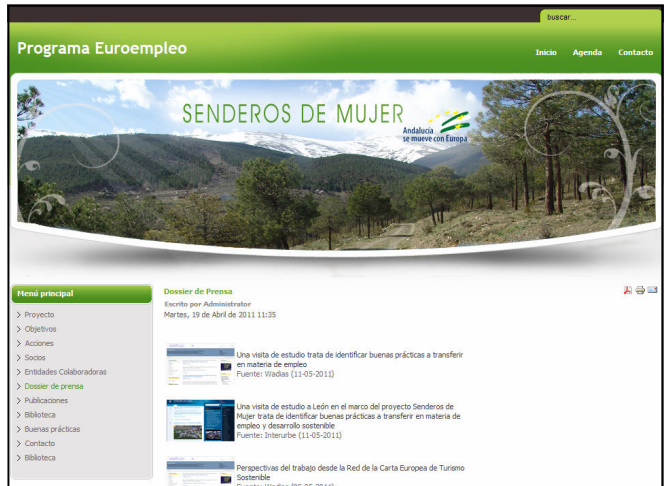 buscar...
Programa Euroempleo
Inicio Agenda Contacto
SENDEROS DE MUJER
Andalucía
se mueve con Europa
Menú principal
Proyecto
Objetivos
Acciones
Socios
Entidades Colaboradoras
Dossier de prensa
Publicaciones
Biblioteca
Buenas prácticas
Contacto
Biblioteca
Dossier de Prensa
Escrito por Administrator
Martes, 19 de Abril de 2011 11:35
Una visita de estudio trata de identificar buenas prácticas a transferir
en materia de empleo
Fuente: Wadias (11-05-2011)
Una visita de estudio a León en el marco del proyecto Senderos de
Mujer trata de identificar buenas prácticas a transferir en materia de
empleo y desarrollo sostenible
Fuente: Interurbe (11-05-2011)
Perspectivas del trabajo desde la Red de la Carta Europea de Turismo
Sostenible